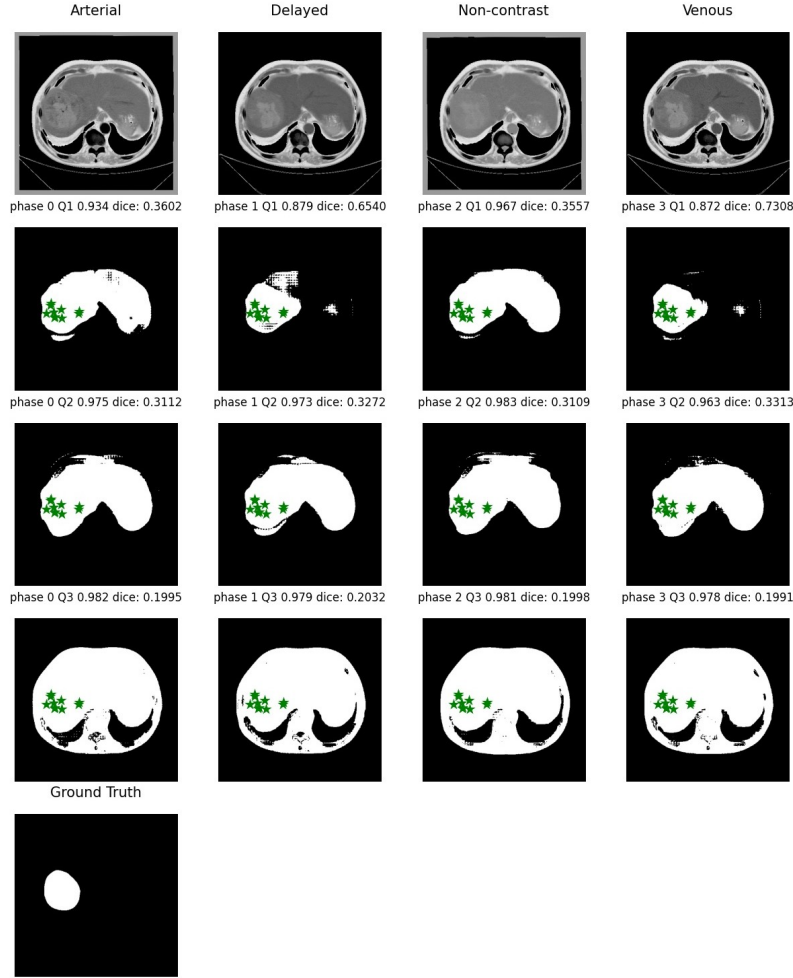 Arterial Delayed Non-contrast Venous
phase 0 Q1 0.934 dice: 0.3602 phase 1 Q1 0.879 dice: 0.6540 phase 2 Q1 0.967 dice: 0.3557 phase 3 Q1 0.872 dice: 0.7308
phase 0 Q2 0.975 dice: 0.3112 phase 1 Q2 0.973 dice: 0.3272 phase 2 Q2 0.983 dice: 0.3109 phase 3 Q2 0.963 dice: 0.3313
phase 0 Q3 0.982 dice: 0.1995 phase 1 Q3 0.979 dice: 0.2032 phase 2 Q3 0.981 dice: 0.1998 phase 3 Q3 0.978 dice: 0.1991
Ground Truth